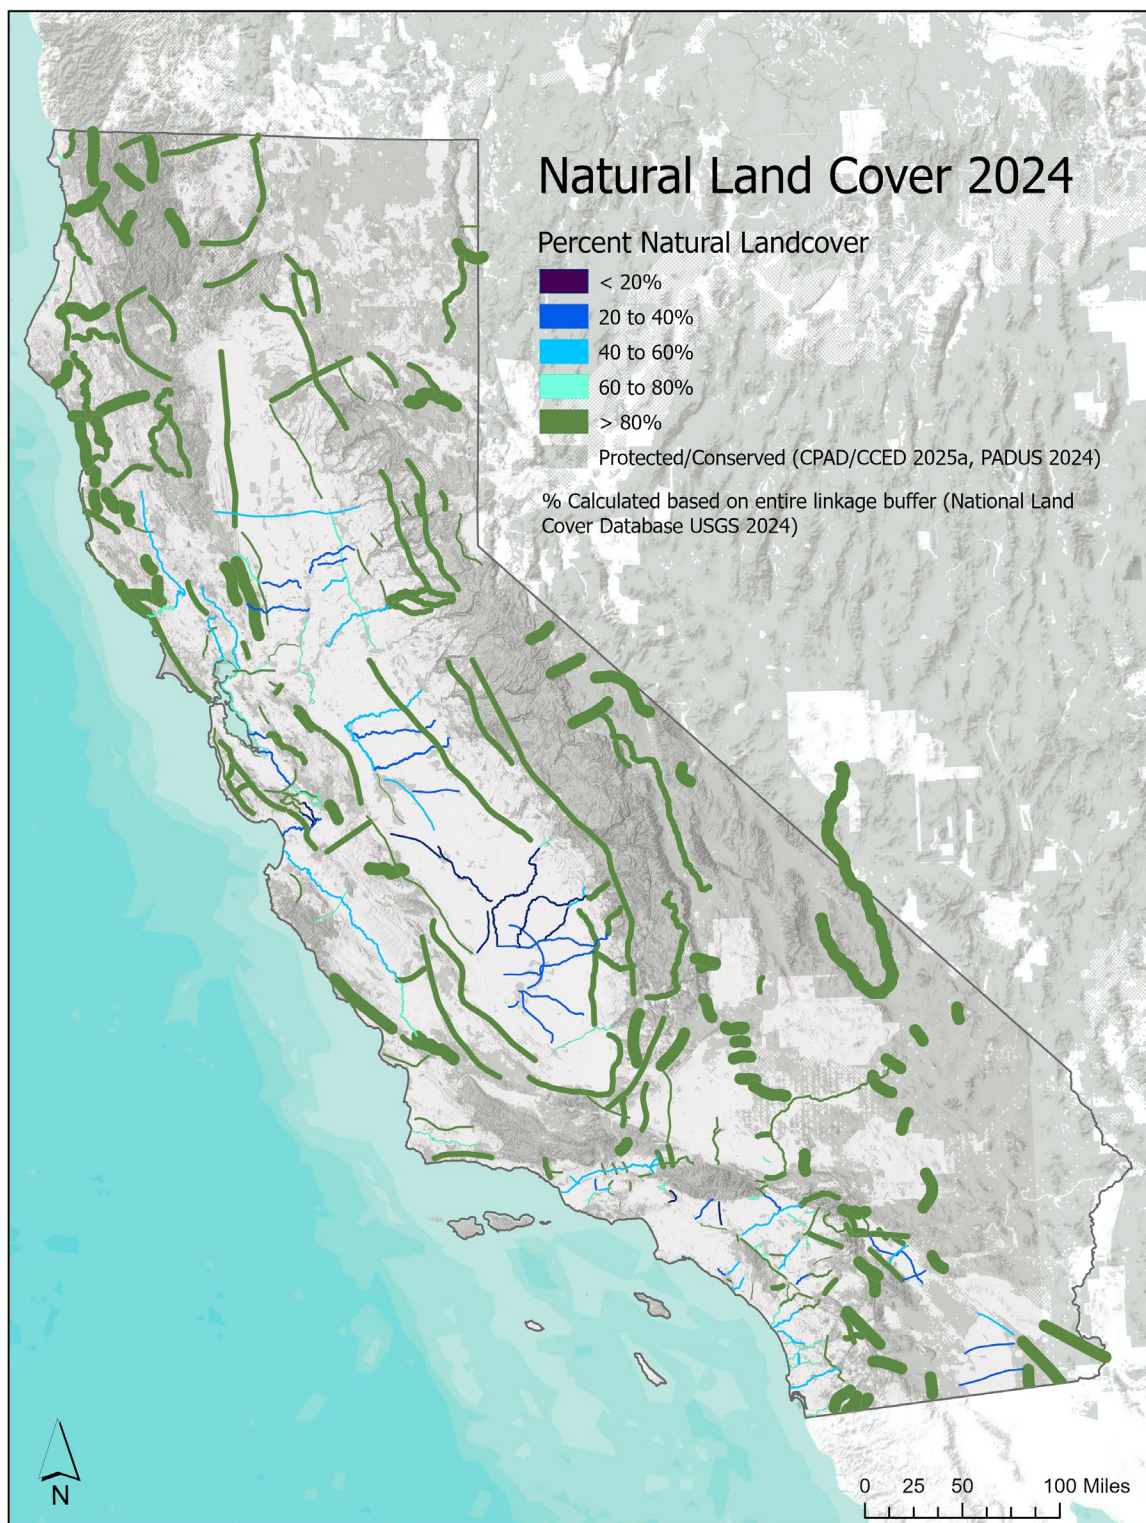 Natural Land Cover 2024
Percent Natural Landcover
< 20%
20 to 40%
40 to 60%
60 to 80%
> 80%
Protected/Conserved (CPAD/CCED 2025a, PADUS 2024)
% Calculated based on entire linkage buffer (National Land
Cover Database USGS 2024)
N
0 25 50 100 Miles